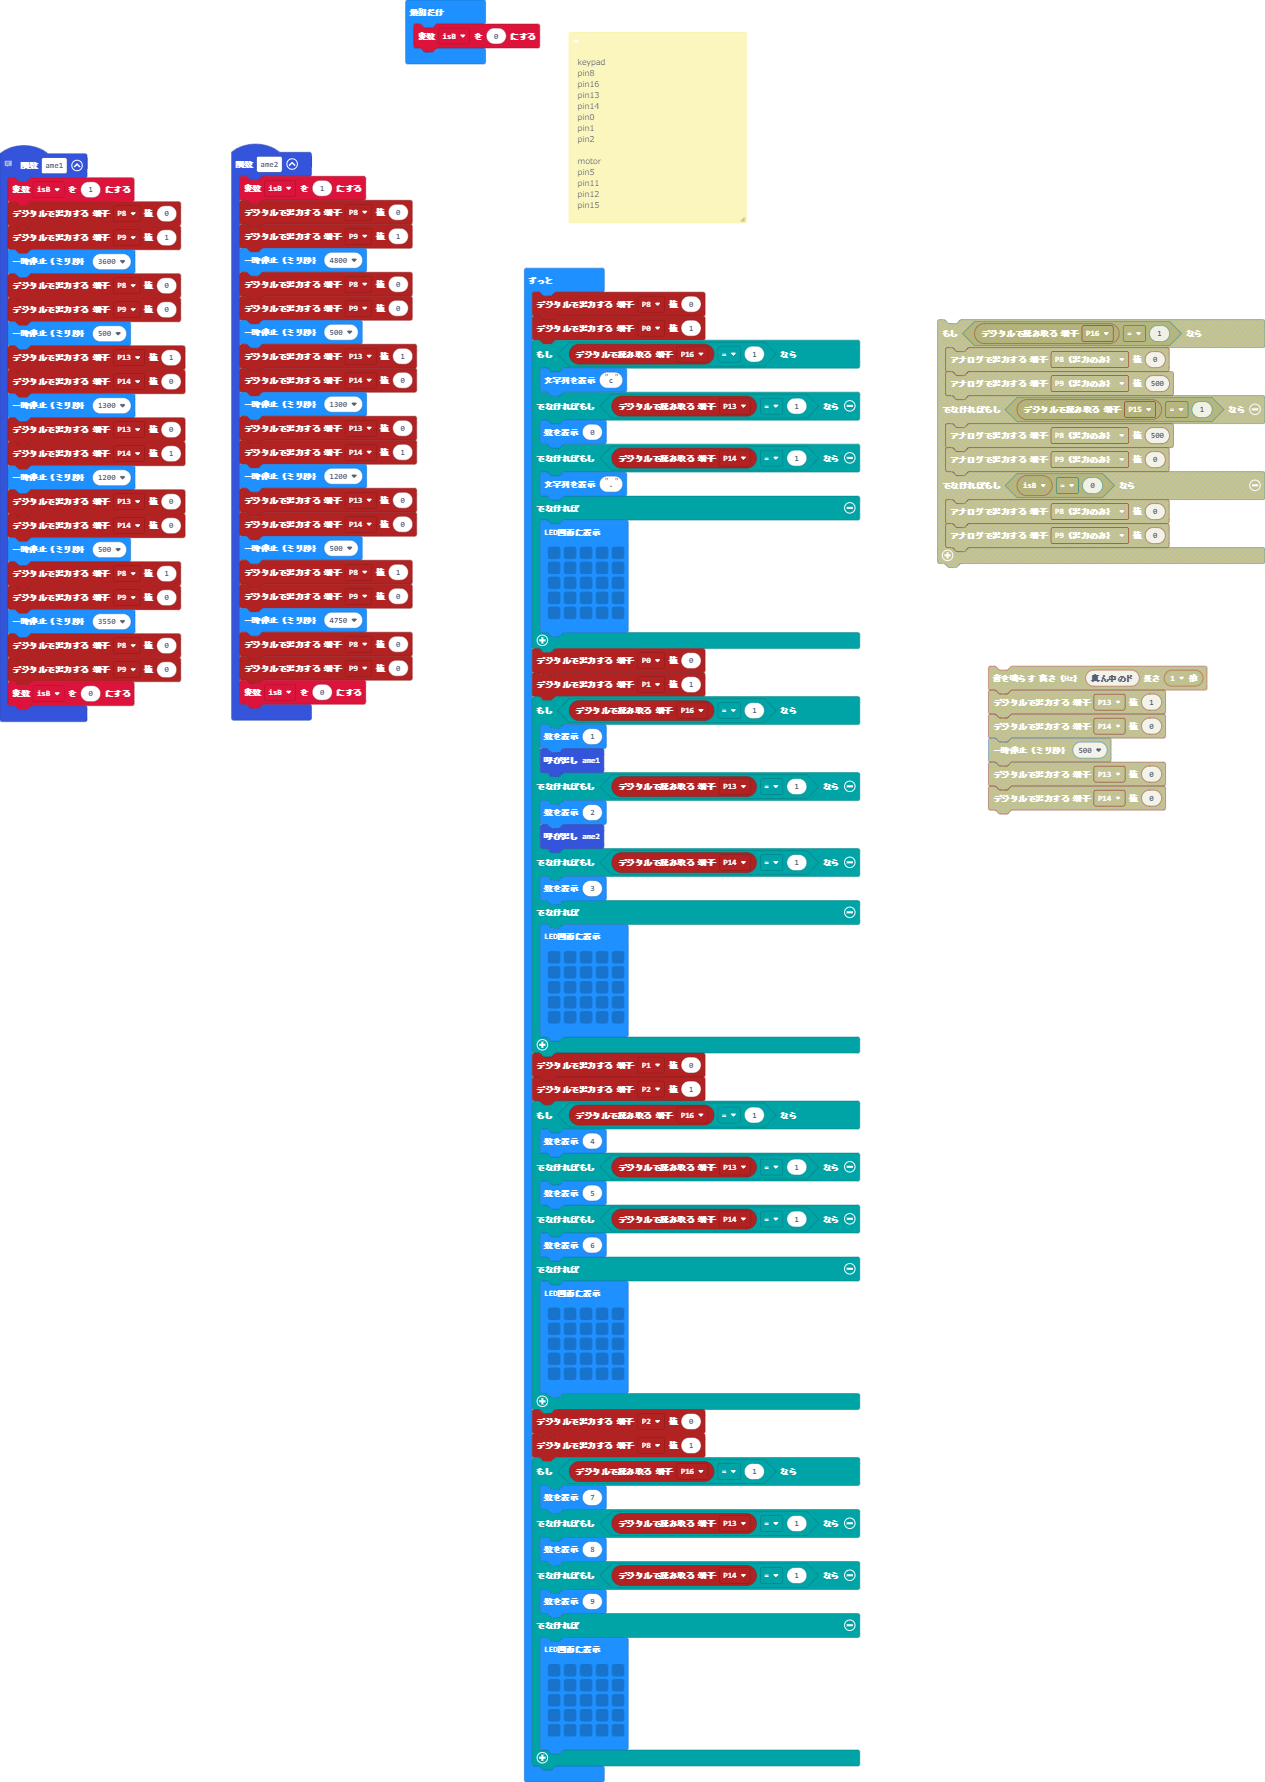 最初だけ
変数 isB を 0 にする
keypad
pin8
pin16
pin13
pin14
pin0
pin1
pin2
motor
pin5
pin11
pin12
pin15
関数 ame1
変数 isB を 1 にする
デジタルで出力する 端子 P8 値 0
デジタルで出力する 端子 P9 値 1
一時停止（ミリ秒） 3600
デジタルで出力する 端子 P8 値 0
デジタルで出力する 端子 P9 値 0
一時停止（ミリ秒） 500
デジタルで出力する 端子 P13 値 1
デジタルで出力する 端子 P14 値 0
一時停止（ミリ秒） 1300
デジタルで出力する 端子 P13 値 0
デジタルで出力する 端子 P14 値 1
一時停止（ミリ秒） 1200
デジタルで出力する 端子 P13 値 0
デジタルで出力する 端子 P14 値 0
一時停止（ミリ秒） 500
デジタルで出力する 端子 P8 値 1
デジタルで出力する 端子 P9 値 0
一時停止（ミリ秒） 3550
デジタルで出力する 端子 P8 値 0
デジタルで出力する 端子 P9 値 0
変数 isB を 0 にする
関数 ame2
変数 isB を 1 にする
デジタルで出力する 端子 P8 値 0
デジタルで出力する 端子 P9 値 1
一時停止（ミリ秒） 4800
デジタルで出力する 端子 P8 値 0
デジタルで出力する 端子 P9 値 0
一時停止（ミリ秒） 500
デジタルで出力する 端子 P13 値 1
デジタルで出力する 端子 P14 値 0
一時停止（ミリ秒） 1300
デジタルで出力する 端子 P13 値 0
デジタルで出力する 端子 P14 値 1
一時停止（ミリ秒） 1200
デジタルで出力する 端子 P13 値 0
デジタルで出力する 端子 P14 値 0
一時停止（ミリ秒） 500
デジタルで出力する 端子 P8 値 1
デジタルで出力する 端子 P9 値 0
一時停止（ミリ秒） 4750
デジタルで出力する 端子 P8 値 0
デジタルで出力する 端子 P9 値 0
変数 isB を 0 にする
ずっと
デジタルで出力する 端子 P8 値 0
デジタルで出力する 端子 P0 値 1
もし デジタルで読み取る 端子 P16 = 1 なら
文字列を表示 "c"
でなければもし デジタルで読み取る 端子 P13 = 1 なら
数を表示 0
でなければもし デジタルで読み取る 端子 P14 = 1 なら
文字列を表示 "."
でなければ
LED画面に表示
デジタルで出力する 端子 P0 値 0
デジタルで出力する 端子 P1 値 1
もし デジタルで読み取る 端子 P16 = 1 なら
数を表示 1
呼び出し ame1
でなければもし デジタルで読み取る 端子 P13 = 1 なら
数を表示 2
呼び出し ame2
でなければもし デジタルで読み取る 端子 P14 = 1 なら
数を表示 3
でなければ
LED画面に表示
デジタルで出力する 端子 P1 値 0
デジタルで出力する 端子 P2 値 1
もし デジタルで読み取る 端子 P16 = 1 なら
数を表示 4
でなければもし デジタルで読み取る 端子 P13 = 1 なら
数を表示 5
でなければもし デジタルで読み取る 端子 P14 = 1 なら
数を表示 6
でなければ
LED画面に表示
デジタルで出力する 端子 P2 値 0
デジタルで出力する 端子 P8 値 1
もし デジタルで読み取る 端子 P16 = 1 なら
数を表示 7
でなければもし デジタルで読み取る 端子 P13 = 1 なら
数を表示 8
でなければもし デジタルで読み取る 端子 P14 = 1 なら
数を表示 9
でなければ
LED画面に表示
もし デジタルで読み取る 端子 P16 = 1 なら
アナログで出力する 端子 P8（出力のみ） 値 0
アナログで出力する 端子 P9（出力のみ） 値 500
でなければもし デジタルで読み取る 端子 P15 = 1 なら
アナログで出力する 端子 P8（出力のみ） 値 500
アナログで出力する 端子 P9（出力のみ） 値 0
でなければもし isB = 0 なら
アナログで出力する 端子 P8（出力のみ） 値 0
アナログで出力する 端子 P9（出力のみ） 値 0
音を鳴らす 高さ（Hz） 真ん中のド 長さ 1 拍
デジタルで出力する 端子 P13 値 1
デジタルで出力する 端子 P14 値 0
一時停止（ミリ秒） 500
デジタルで出力する 端子 P13 値 0
デジタルで出力する 端子 P14 値 0